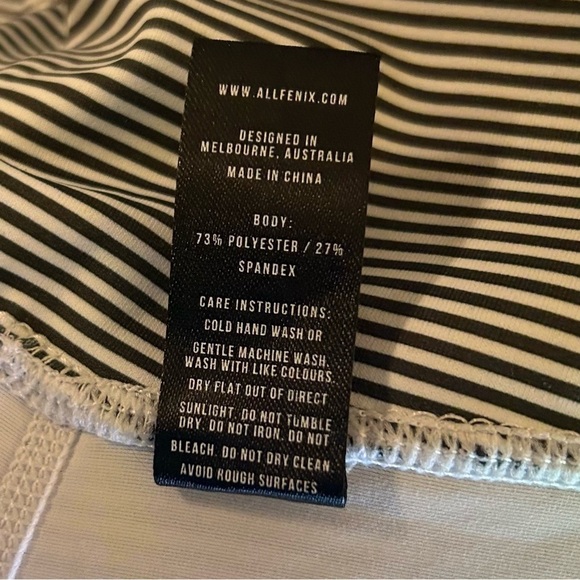 WWW.ALLFENIX.COM
DESIGNED IN
MELBOURNE, AUSTRALIA
MADE IN CHINA
BODY:
73% POLYESTER / 27%
SPANDEX
CARE INSTRUCTIONS:
COLD HAND WASH OR
GENTLE MACHINE WASH,
WASH WITH LIKE COLOURS.
DRY FLAT OUT OF DIRECT
SUNLIGHT. DO NOT TUMBLE
DRY. DO NOT IRON. DO NOT
BLEACH. DO NOT DRY CLEAN.
AVOID ROUGH SURFACES